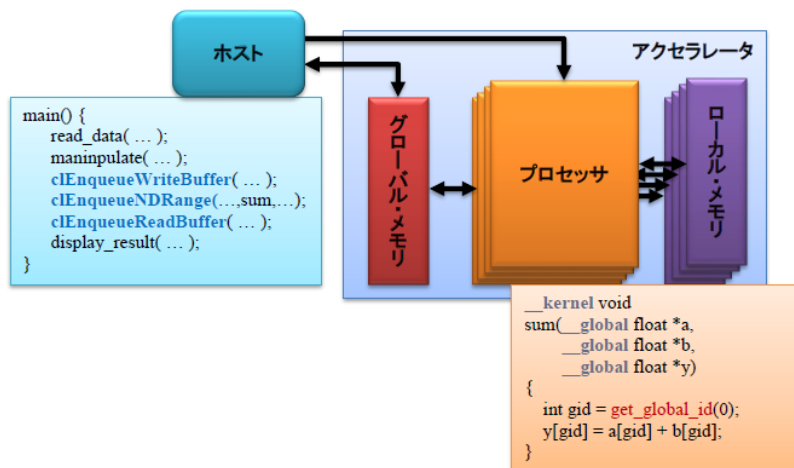 ホスト
アクセラレータ
main() {
read_data( … );
maninpulate( … );
clEnqueueWriteBuffer( … );
clEnqueueNDRange(…,sum,…);
clEnqueueReadBuffer( … );
display_result( … );
}
グローバル・メモリ
プロセッサ
ローカル・メモリ
__kernel void
sum(__global float *a,
__global float *b,
__global float *y)
{
int gid = get_global_id(0);
y[gid] = a[gid] + b[gid];
}